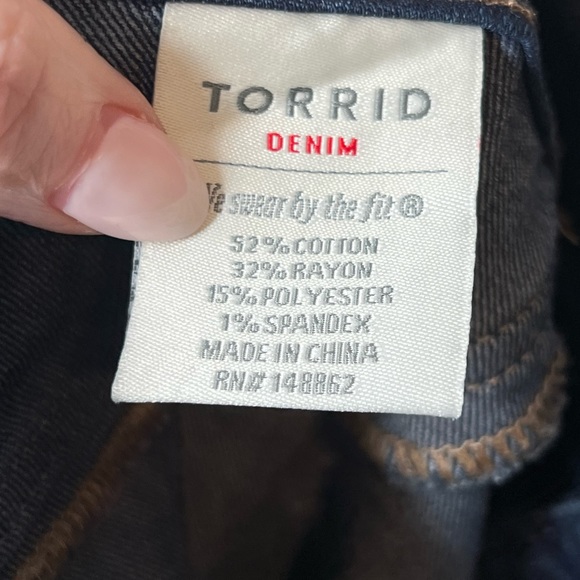 TORRID
DENIM
We swear by the fit ®
52% COTTON
32% RAYON
15% POLYESTER
1% SPANDEX
MADE IN CHINA
RN# 148862